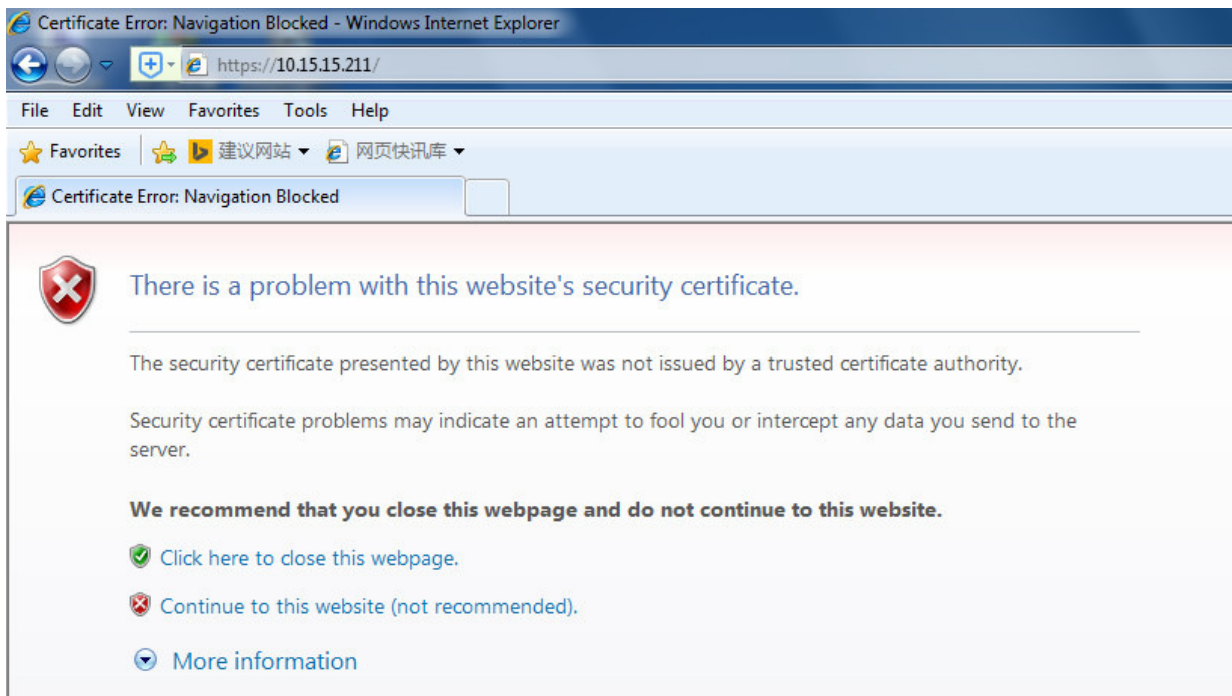 Certificate Error: Navigation Blocked - Windows Internet Explorer
https://10.15.15.211/
File Edit View Favorites Tools Help
Favorites 建议网站 网页快讯库
Certificate Error: Navigation Blocked
There is a problem with this website's security certificate.
The security certificate presented by this website was not issued by a trusted certificate authority.
Security certificate problems may indicate an attempt to fool you or intercept any data you send to the
server.
We recommend that you close this webpage and do not continue to this website.
Click here to close this webpage.
Continue to this website (not recommended).
More information